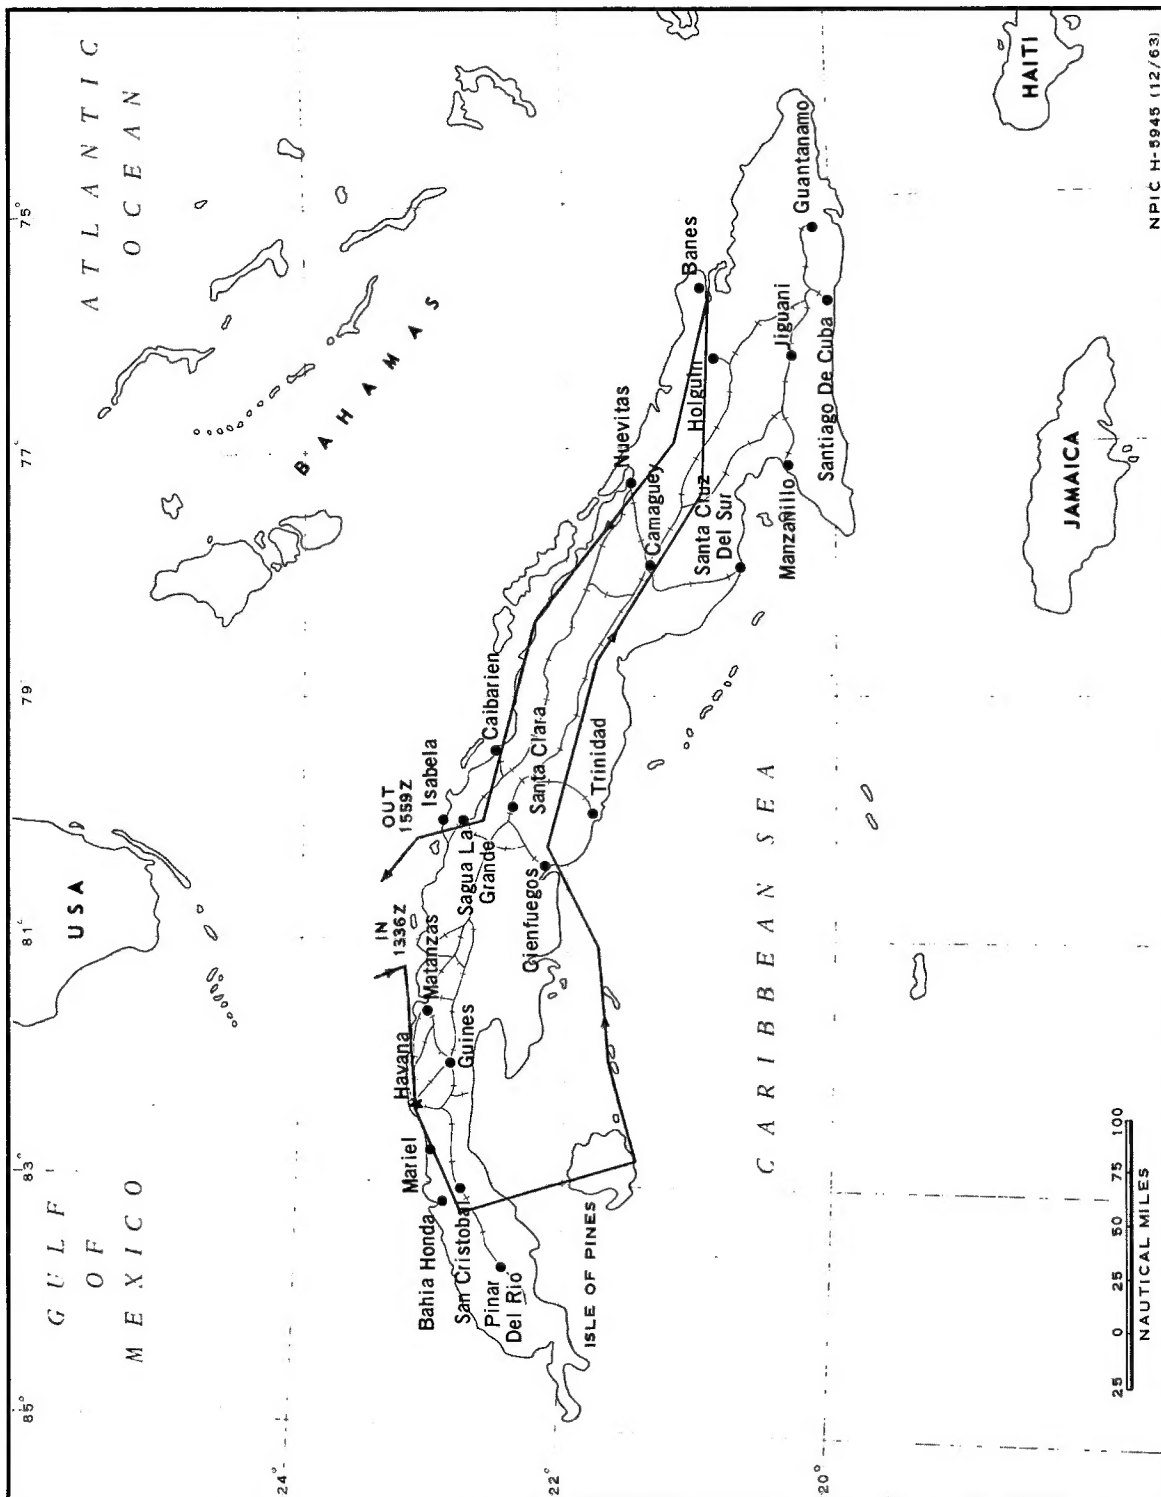 85°
83°
81°
79°
77°
75°
24°
22°
20°
GULF
OF
MEXICO
USA
ATLANTIC
OCEAN
BAHAMAS
IN
1336Z
OUT
1559Z
Havana
Matanzas
Mariel
Bahia Honda
San Cristobal
Pinar
Del Rió
Guines
ISLE OF PINES
Isabela
Sagua La
Grande
Caibarien
Santa Clara
Cienfuegos
Trinidad
Nuevitas
Camaguey
Santa Cruz
Del Sur
Holguin
Banes
Manzanillo
Jiguani
Santiago De Cuba
Guantanamo
CARIBBEAN SEA
JAMAICA
HAITI
25 0 25 50 75 100
NAUTICAL MILES
NPIC H-5945 (12/63)